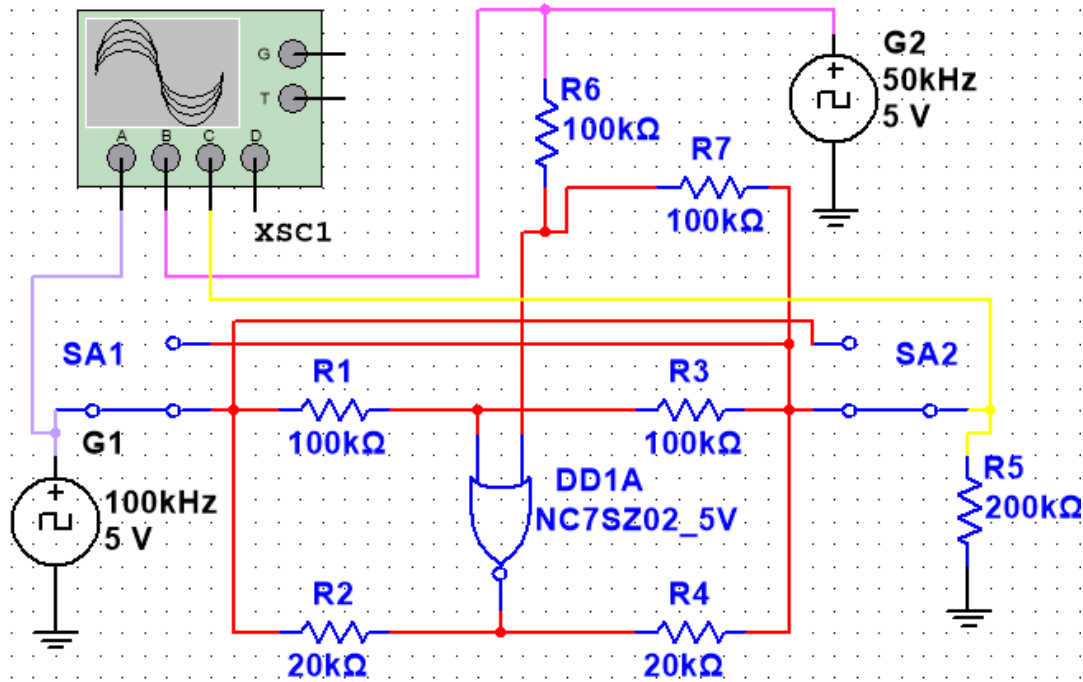 G
T
A B C D
XSC1
G2
50kHz
5 V
R6
100kΩ
R7
100kΩ
SA1
SA2
R1
100kΩ
R3
100kΩ
G1
100kHz
5 V
DD1A
NC7SZ02_5V
R5
200kΩ
R2
20kΩ
R4
20kΩ